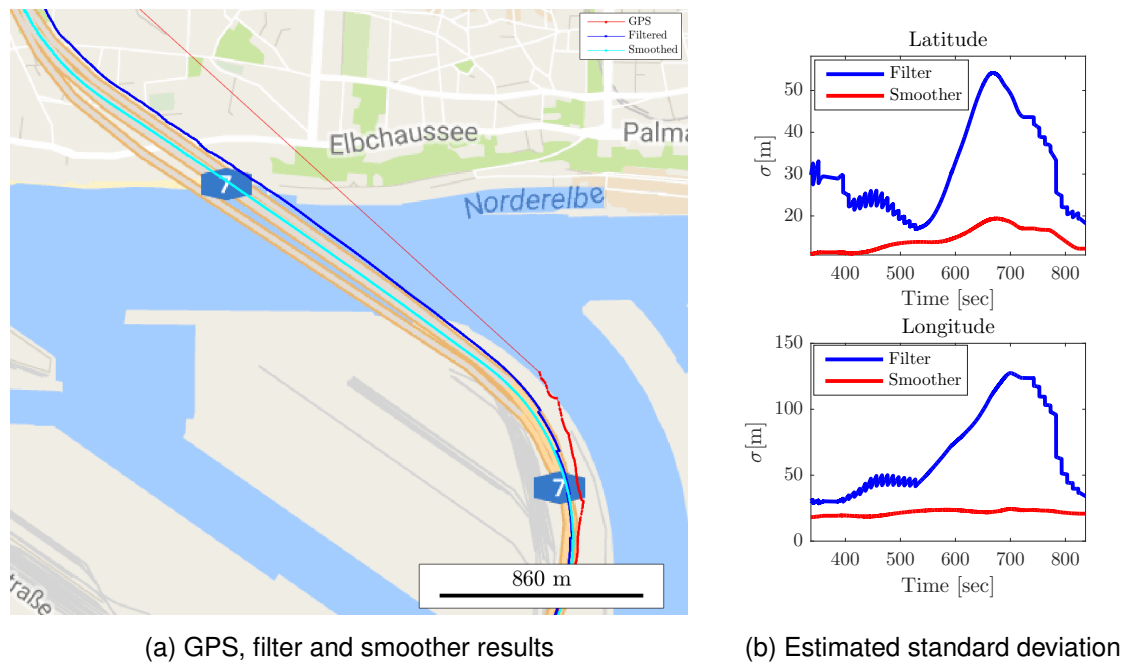 GPS
Filtered
Smoothed
Elbchaussee
Palma
7
Norderelbe
7
860 m
traße
(a) GPS, filter and smoother results
Latitude
Filter
Smoother
σ[m]
50
40
30
20
400
500
600
700
800
Time [sec]
Longitude
Filter
Smoother
σ[m]
150
100
50
0
400
500
600
700
800
Time [sec]
(b) Estimated standard deviation